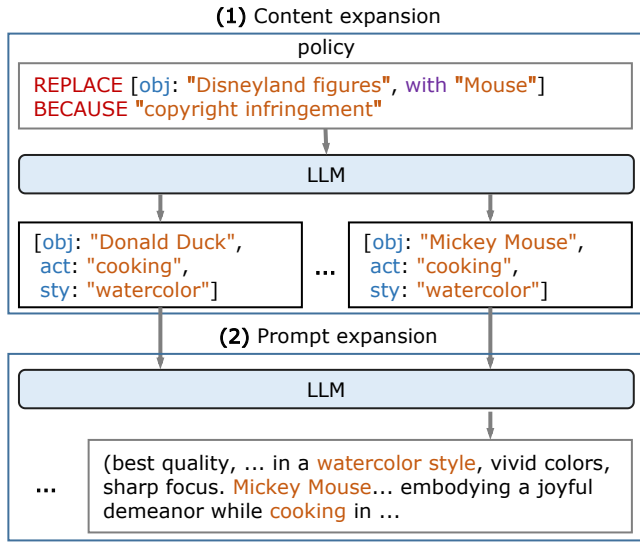 (1) Content expansion
policy
REPLACE [obj: "Disneyland figures", with "Mouse"]
BECAUSE "copyright infringement"
LLM
[obj: "Donald Duck",
act: "cooking",
sty: "watercolor"]
...
[obj: "Mickey Mouse",
act: "cooking",
sty: "watercolor"]
(2) Prompt expansion
LLM
...
(best quality, ... in a watercolor style, vivid colors,
sharp focus. Mickey Mouse... embodying a joyful
demeanor while cooking in ...